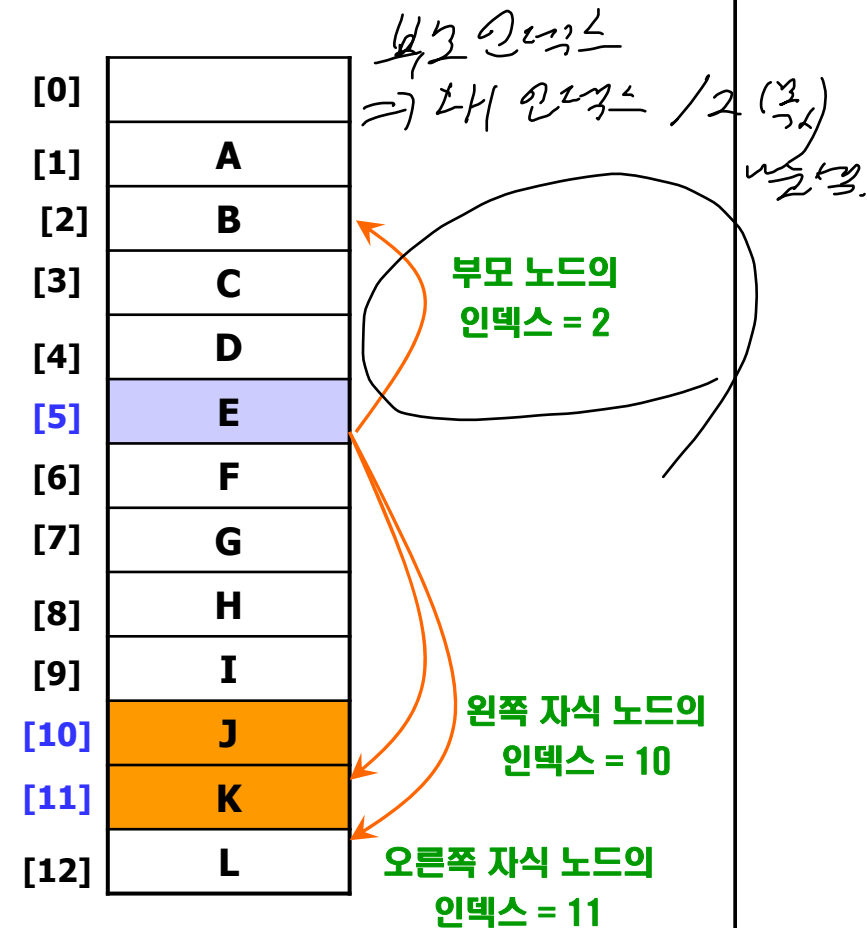 부모 인덱스
⇒ 내 인덱스 /2 (몫)
[0]
[1] A
[2] B
[3] C
[4] D
[5] E
[6] F
[7] G
[8] H
[9] I
[10] J
[11] K
[12] L
부모 노드의
인덱스 = 2
왼쪽 자식 노드의
인덱스 = 10
오른쪽 자식 노드의
인덱스 = 11